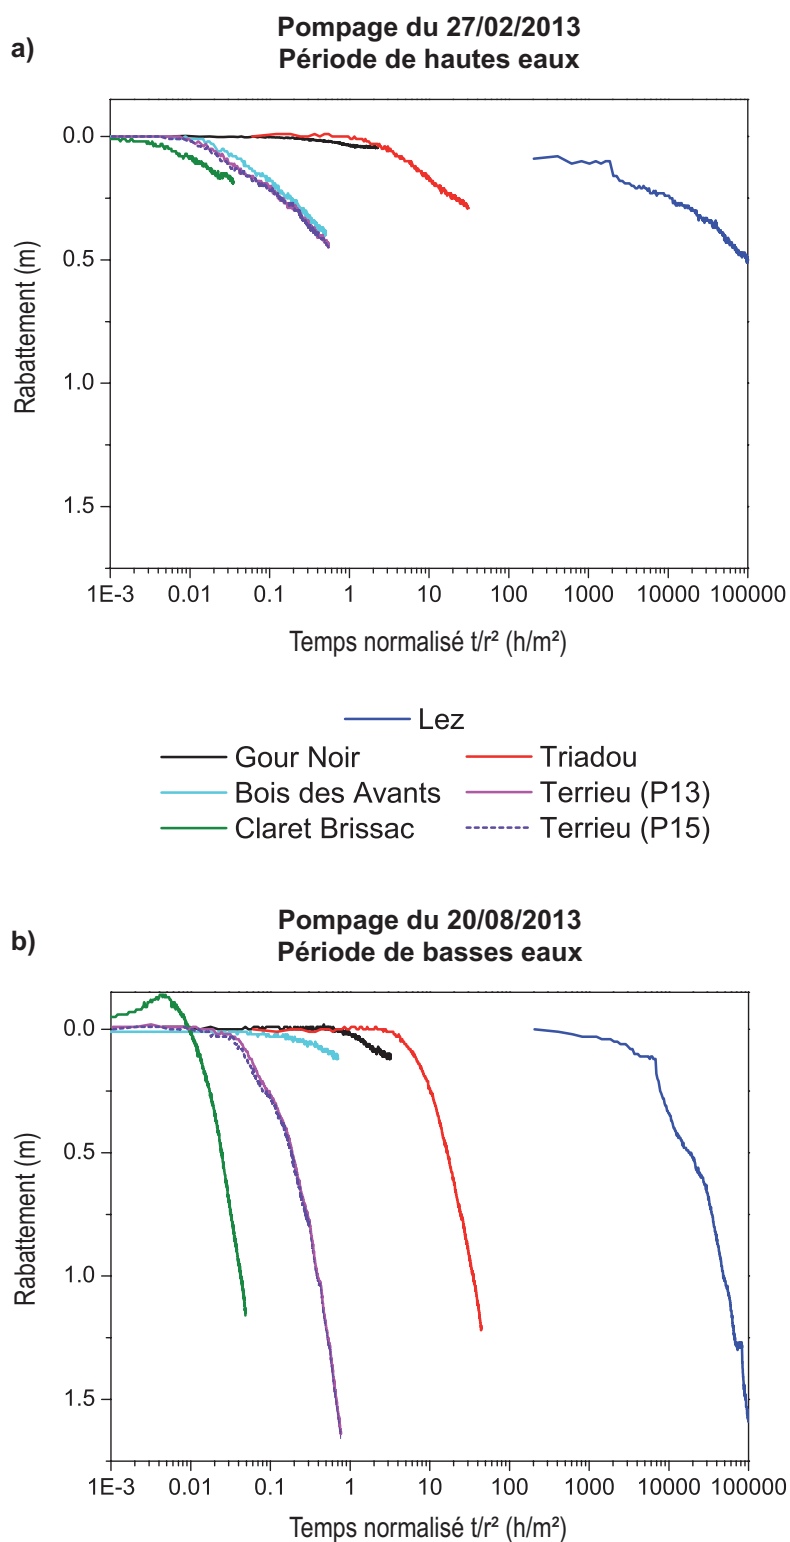 a)
Pompage du 27/02/2013
Période de hautes eaux
Rabattement (m)
0.0
0.5
1.0
1.5
1E-3 0.01 0.1 1 10 100 1000 10000 100000
Temps normalisé t/r² (h/m²)
Lez
Gour Noir Triadou
Bois des Avants Terrieu (P13)
Claret Brissac Terrieu (P15)
b)
Pompage du 20/08/2013
Période de basses eaux
Rabattement (m)
0.0
0.5
1.0
1.5
1E-3 0.01 0.1 1 10 100 1000 10000 100000
Temps normalisé t/r² (h/m²)